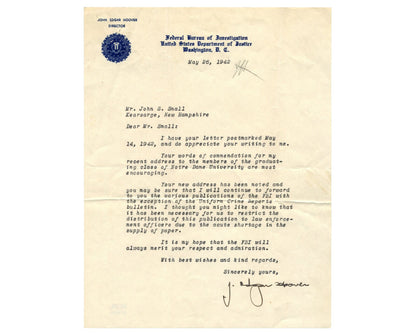 JOHN EDGAR HOOVER
DIRECTOR
Federal Bureau of Investigation
United States Department of Justice
Washington, D. C.
May 26, 1942
Mr. John S. Small
Kearsarge, New Hampshire
Dear Mr. Small:
I have your letter postmarked May
14, 1942, and do appreciate your writing to me.
Your words of commendation for my
recent address to the members of the graduat-
ing class of Notre Dame University are most
encouraging.
Your new address has been noted and
you may be sure that I will continue to forward
to you the various publications of the FBI with
the exception of the Uniform Crime Reports
bulletin. I thought you might like to know that
it has been necessary for us to restrict the
distribution of this publication to law enforce-
ment officers due to the acute shortage in the
supply of paper.
It is my hope that the FBI will
always merit your respect and admiration.
With best wishes and kind regards,
Sincerely yours,
J. Edgar Hoover